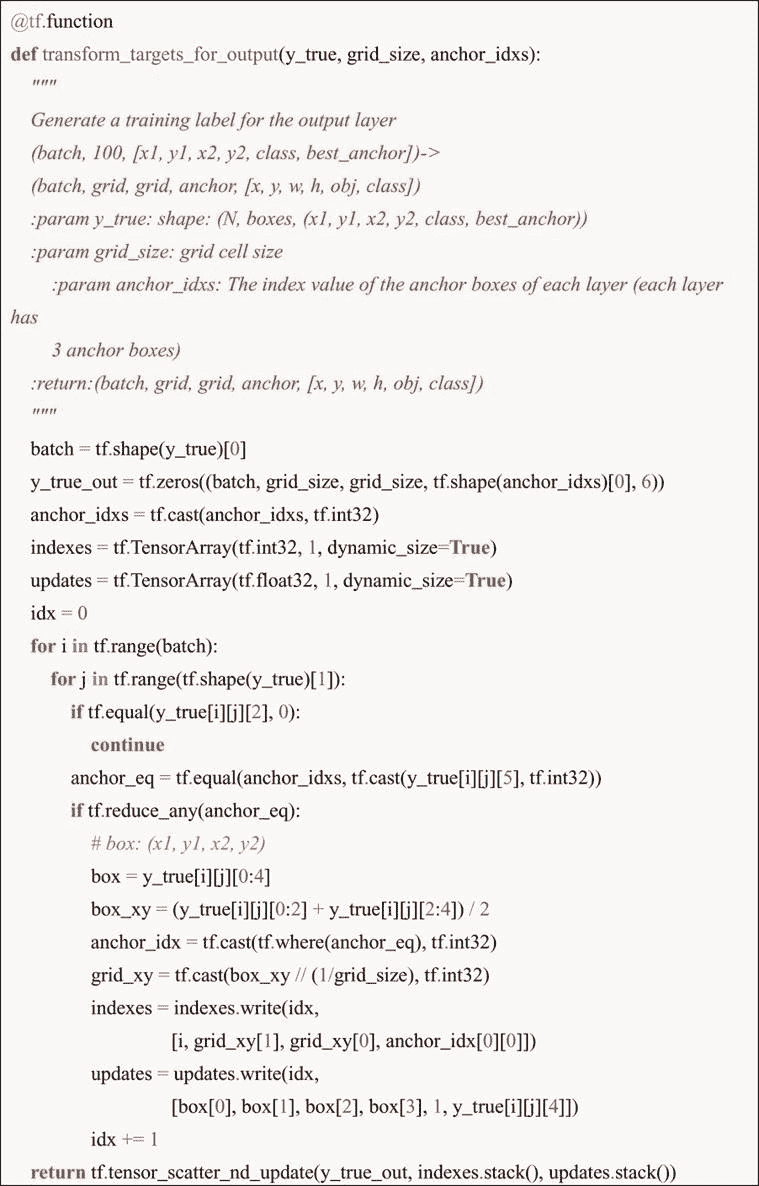 @tf.function
def transform_targets_for_output(y_true, grid_size, anchor_idxs):
    """
    Generate a training label for the output layer
    (batch, 100, [x1, y1, x2, y2, class, best_anchor])->
    (batch, grid, grid, anchor, [x, y, w, h, obj, class])
    :param y_true: shape: (N, boxes, (x1, y1, x2, y2, class, best_anchor))
    :param grid_size: grid cell size
        :param anchor_idxs: The index value of the anchor boxes of each layer (each layer
has
        3 anchor boxes)
    :return:(batch, grid, grid, anchor, [x, y, w, h, obj, class])
    """
    batch = tf.shape(y_true)[0]
    y_true_out = tf.zeros((batch, grid_size, grid_size, tf.shape(anchor_idxs)[0], 6))
    anchor_idxs = tf.cast(anchor_idxs, tf.int32)
    indexes = tf.TensorArray(tf.int32, 1, dynamic_size=True)
    updates = tf.TensorArray(tf.float32, 1, dynamic_size=True)
    idx = 0
    for i in tf.range(batch):
        for j in tf.range(tf.shape(y_true)[1]):
            if tf.equal(y_true[i][j][2], 0):
                continue
            anchor_eq = tf.equal(anchor_idxs, tf.cast(y_true[i][j][5], tf.int32))
            if tf.reduce_any(anchor_eq):
                # box: (x1, y1, x2, y2)
                box = y_true[i][j][0:4]
                box_xy = (y_true[i][j][0:2] + y_true[i][j][2:4]) / 2
                anchor_idx = tf.cast(tf.where(anchor_eq), tf.int32)
                grid_xy = tf.cast(box_xy // (1/grid_size), tf.int32)
                indexes = indexes.write(idx,
                                [i, grid_xy[1], grid_xy[0], anchor_idx[0][0]])
                updates = updates.write(idx,
                                [box[0], box[1], box[2], box[3], 1, y_true[i][j][4]])
                idx += 1
    return tf.tensor_scatter_nd_update(y_true_out, indexes.stack(), updates.stack())